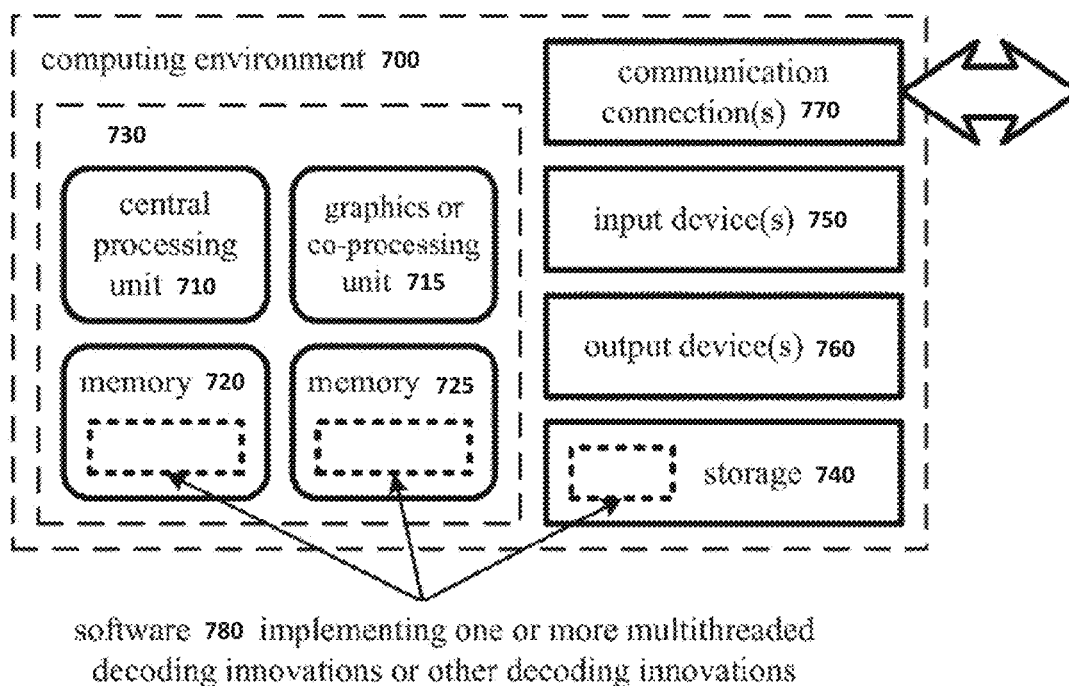 computing environment 700
communication
connection(s) 770
730
central
processing
unit 710
graphics or
co-processing
unit 715
input device(s) 750
output device(s) 760
memory 720
memory 725
storage 740
software 780 implementing one or more multithreaded
decoding innovations or other decoding innovations